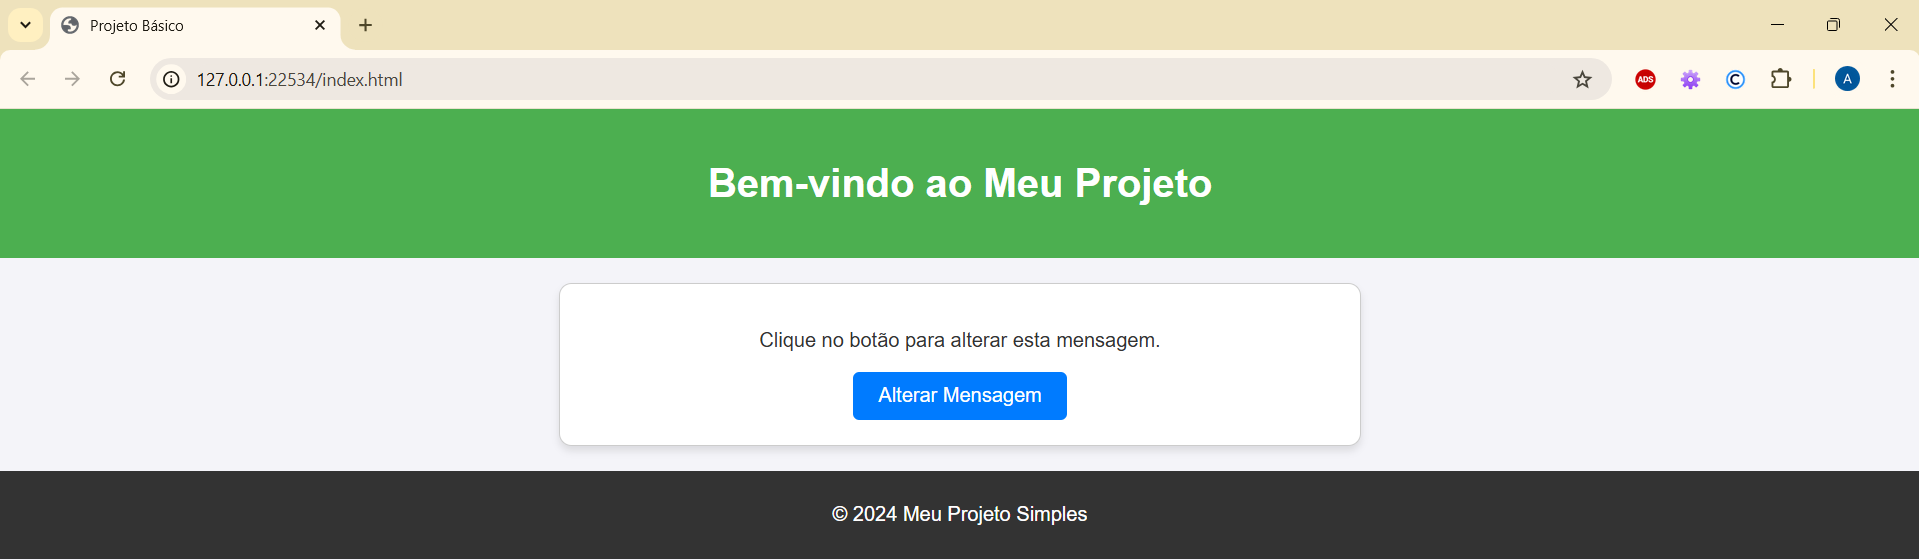 Projeto Básico
127.0.0.1:22534/index.html
ADS
C
A
Bem-vindo ao Meu Projeto
Clique no botão para alterar esta mensagem.
Alterar Mensagem
© 2024 Meu Projeto Simples